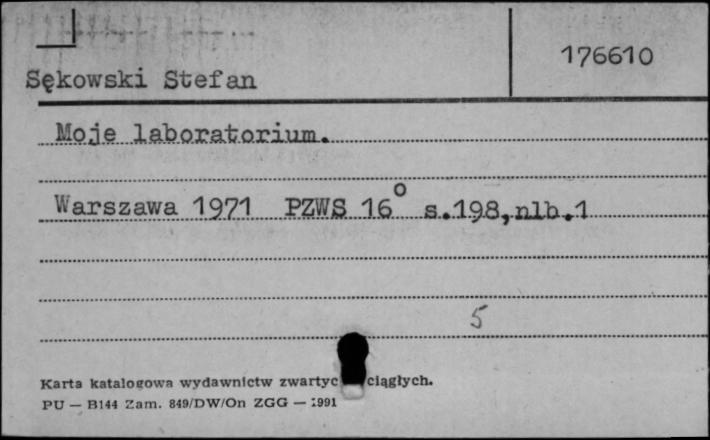 176610
Sękowski Stefan
Moje laboratorium.
Warszawa 1971 PZWS 16° s.198,nlb.1
5
Karta katalogowa wydawnictw zwartyc ciągłych.
PU — B144 Zam. 849/DW/On ZGG — 1991